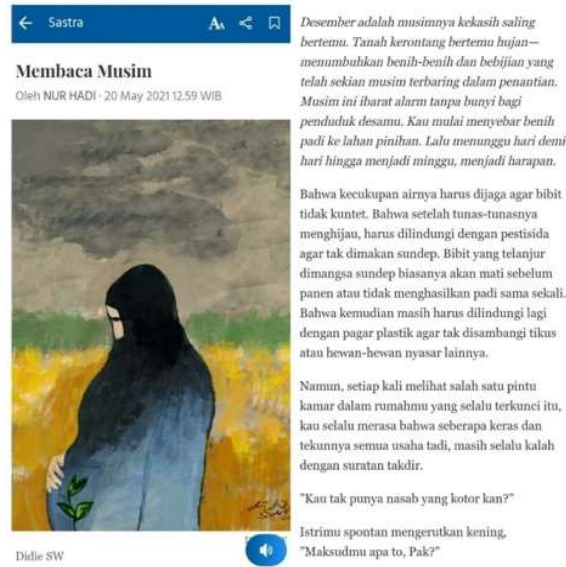 Sastra
AA
Membaca Musim
Oleh NUR HADI · 20 May 2021 12.59 WIB
Didie SW
Desember adalah musimnya kekasih saling
bertemu. Tanah kerontang bertemu hujan—
menumbuhkan benih-benih dan bebijian yang
telah sekian musim terbaring dalam penantian.
Musim ini ibarat alarm tanpa bunyi bagi
penduduk desamu. Kau mulai menyebar benih
padi ke lahan pinihan. Lalu menunggu hari demi
hari hingga menjadi minggu, menjadi harapan.
Bahwa kecukupan airnya harus dijaga agar bibit
tidak kuntet. Bahwa setelah tunas-tunasnya
menghijau, harus dilindungi dengan pestisida
agar tak dimakan sundep. Bibit yang telanjur
dimangsa sundep biasanya akan mati sebelum
panen atau tidak menghasilkan padi sama sekali.
Bahwa kemudian masih harus dilindungi lagi
dengan pagar plastik agar tak disambangi tikus
atau hewan-hewan nyasar lainnya.
Namun, setiap kali melihat salah satu pintu
kamar dalam rumahmu yang selalu terkunci itu,
kau selalu merasa bahwa seberapa keras dan
tekunnya semua usaha tadi, masih selalu kalah
dengan suratan takdir.
"Kau tak punya nasab yang kotor kan?"
Istrimu spontan mengerutkan kening,
"Maksudmu apa to, Pak?"